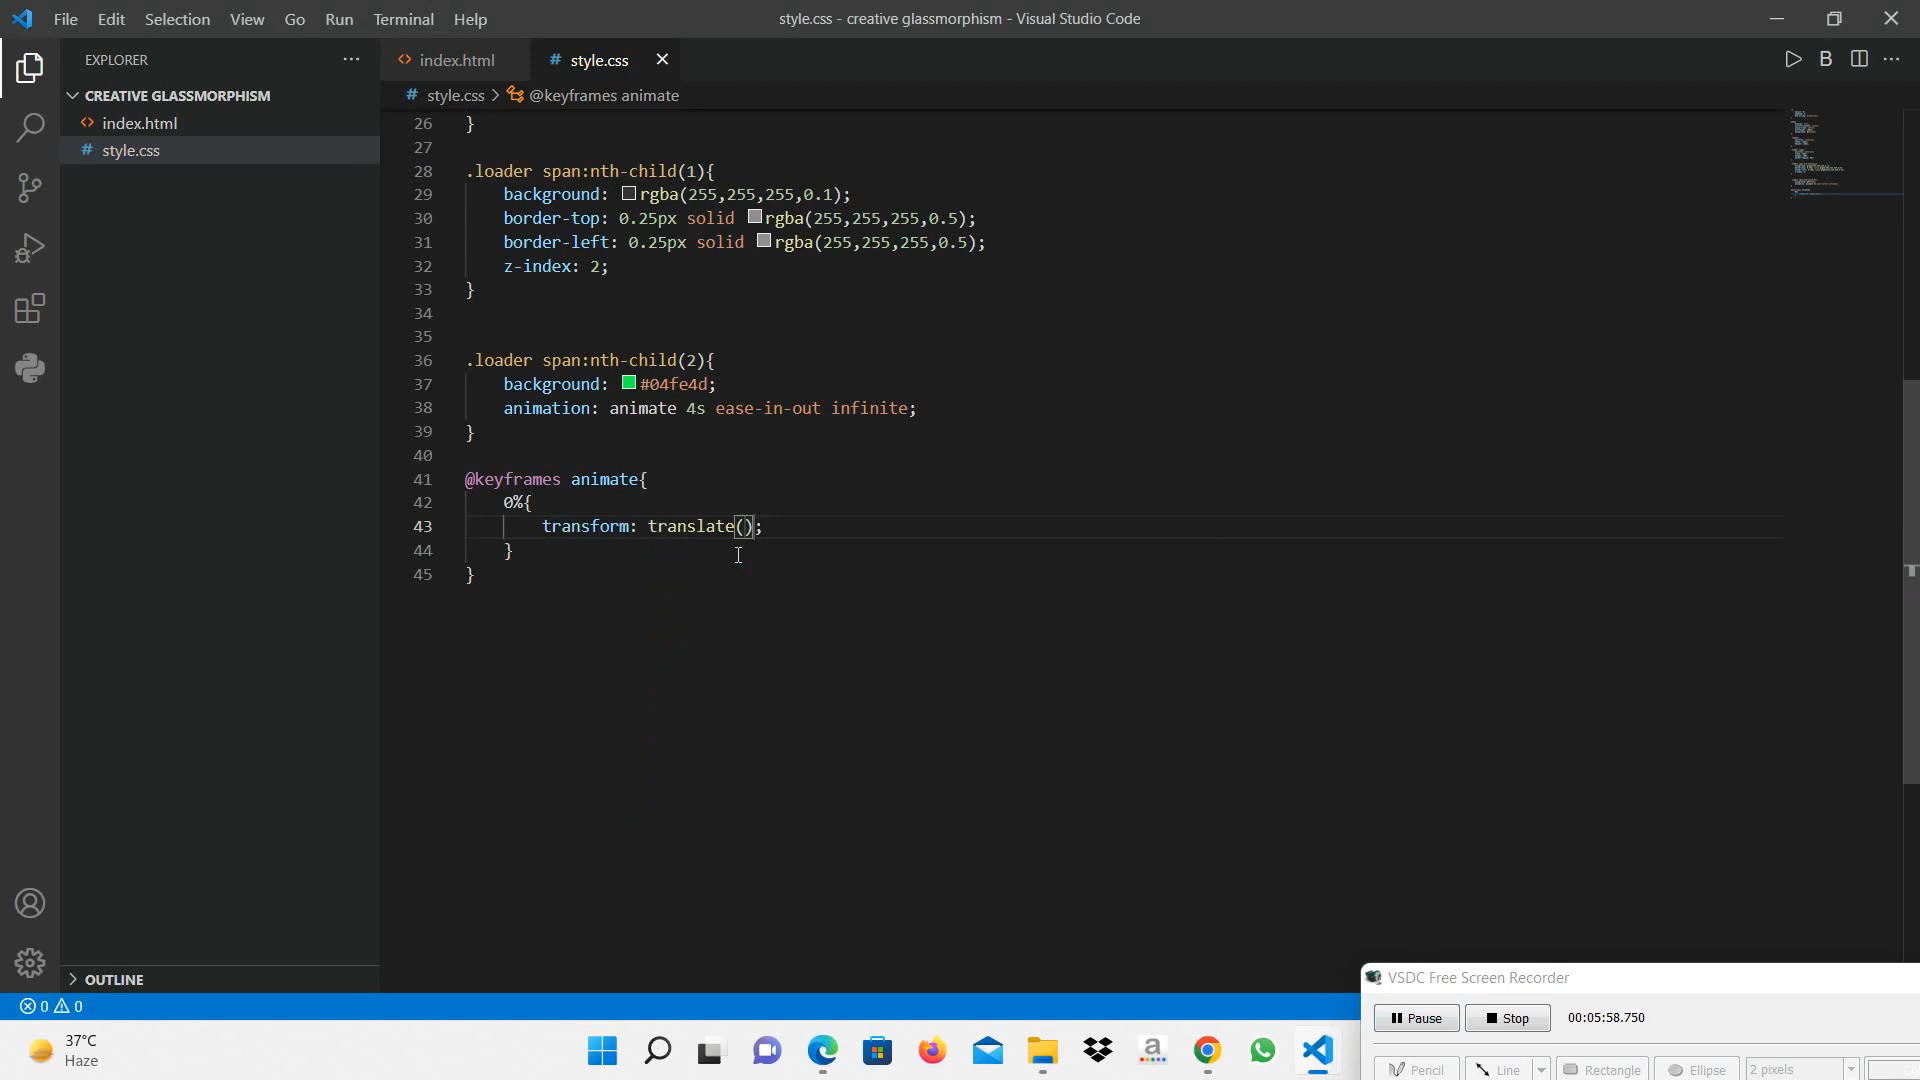 File Edit Selection View Go Run Terminal Help
style.css - creative glassmorphism - Visual Studio Code
EXPLORER
index.html
style.css
CREATIVE GLASSMORPHISM
index.html
style.css
style.css > @keyframes animate
26 }
27
28 .loader span:nth-child(1){
29 background: rgba(255,255,255,0.1);
30 border-top: 0.25px solid rgba(255,255,255,0.5);
31 border-left: 0.25px solid rgba(255,255,255,0.5);
32 z-index: 2;
33 }
34
35
36 .loader span:nth-child(2){
37 background: #04fe4d;
38 animation: animate 4s ease-in-out infinite;
39 }
40
41 @keyframes animate{
42 0%{
43 transform: translate();
44 }
45 }
OUTLINE
0 0
VSDC Free Screen Recorder
Pause Stop 00:05:58.750
Pencil Line Rectangle Ellipse 2 pixels
37°C
Haze